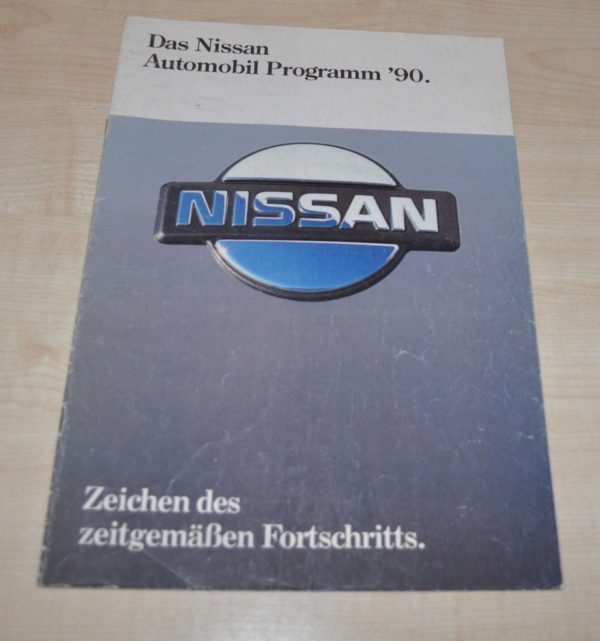 Das Nissan
Automobil Programm '90.
NISSAN
Zeichen des
zeitgemäßen Fortschritts.